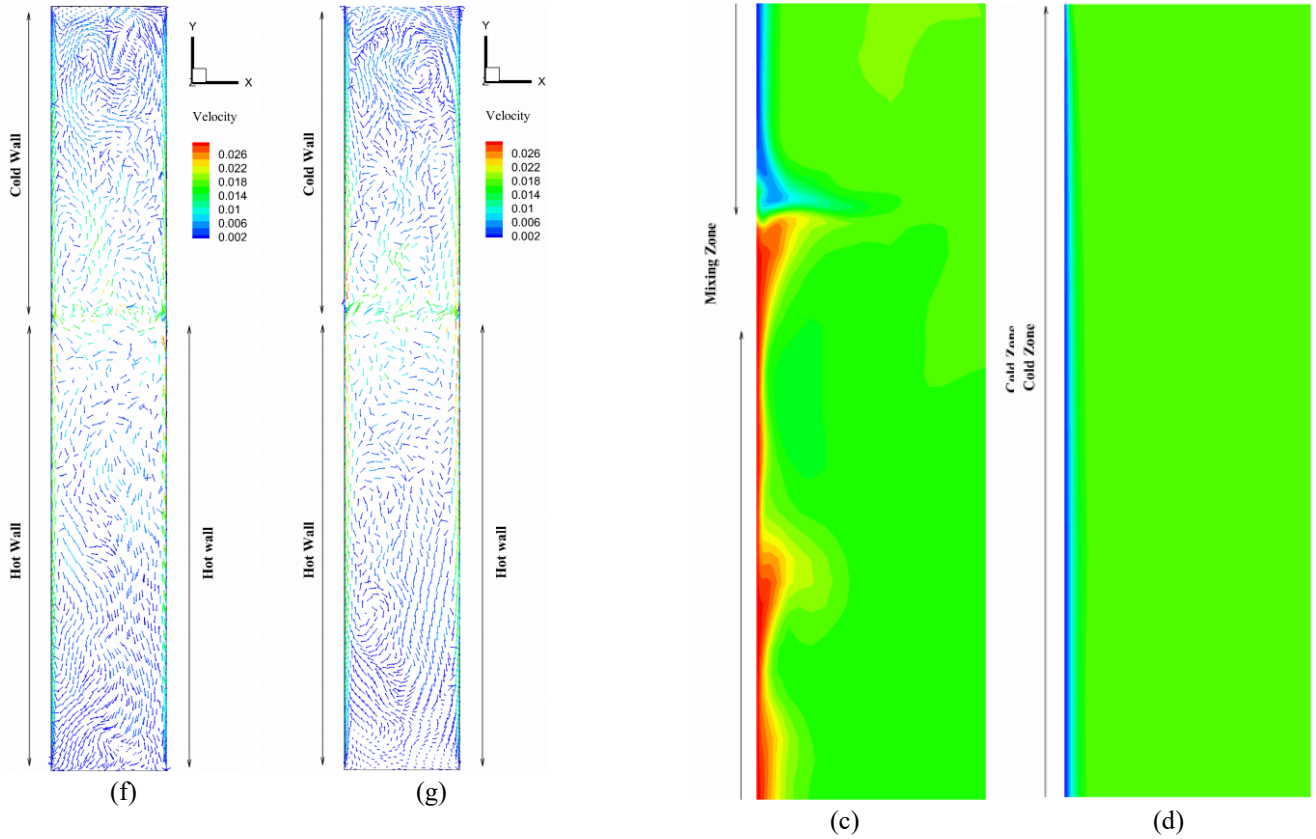 Cold Wall
Hot Wall
Hot wall
Y
X
Velocity
0.026
0.022
0.018
0.014
0.01
0.006
0.002
(f)
Cold Wall
Hot Wall
Hot wall
Y
X
Velocity
0.026
0.022
0.018
0.014
0.01
0.006
0.002
(g)
Mixing Zone
(c)
Cold Zone
Cold Zone
(d)